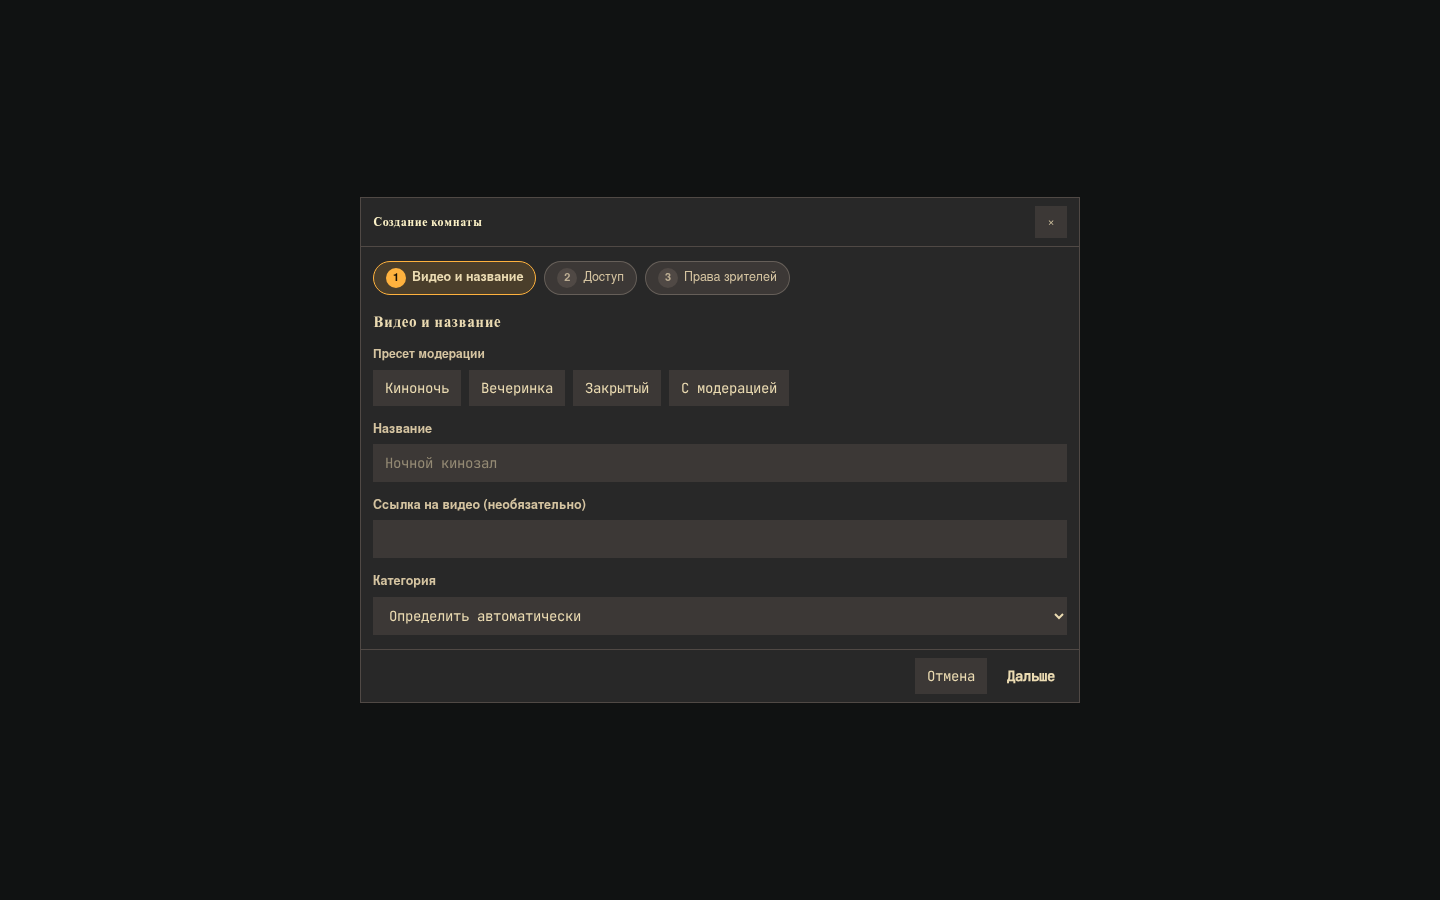 Создание комнаты ×
1 Видео и название 2 Доступ 3 Права зрителей
Видео и название
Пресет модерации
Киноночь Вечеринка Закрытый С модерацией
Название
Ночной кинозал
Ссылка на видео (необязательно)
Категория
Определить автоматически
Отмена Дальше